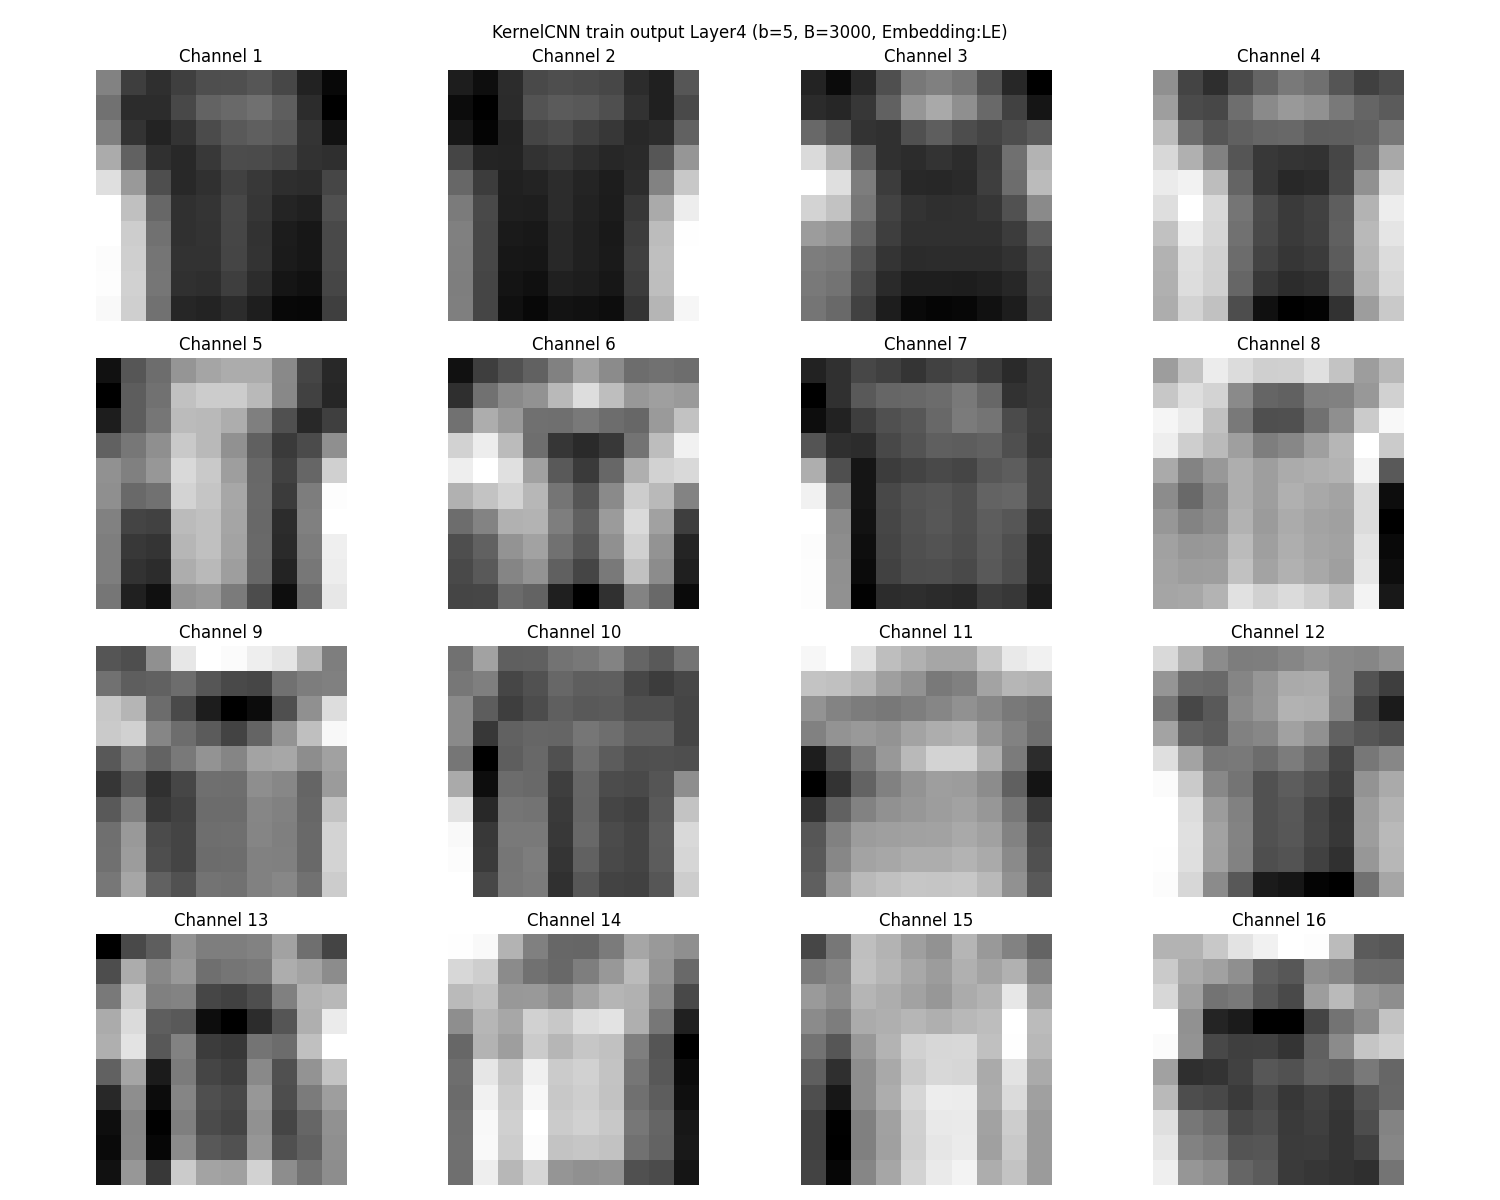 KernelCNN train output Layer4 (b=5, B=3000, Embedding:LE)
Channel 1
Channel 2
Channel 3
Channel 4
Channel 5
Channel 6
Channel 7
Channel 8
Channel 9
Channel 10
Channel 11
Channel 12
Channel 13
Channel 14
Channel 15
Channel 16